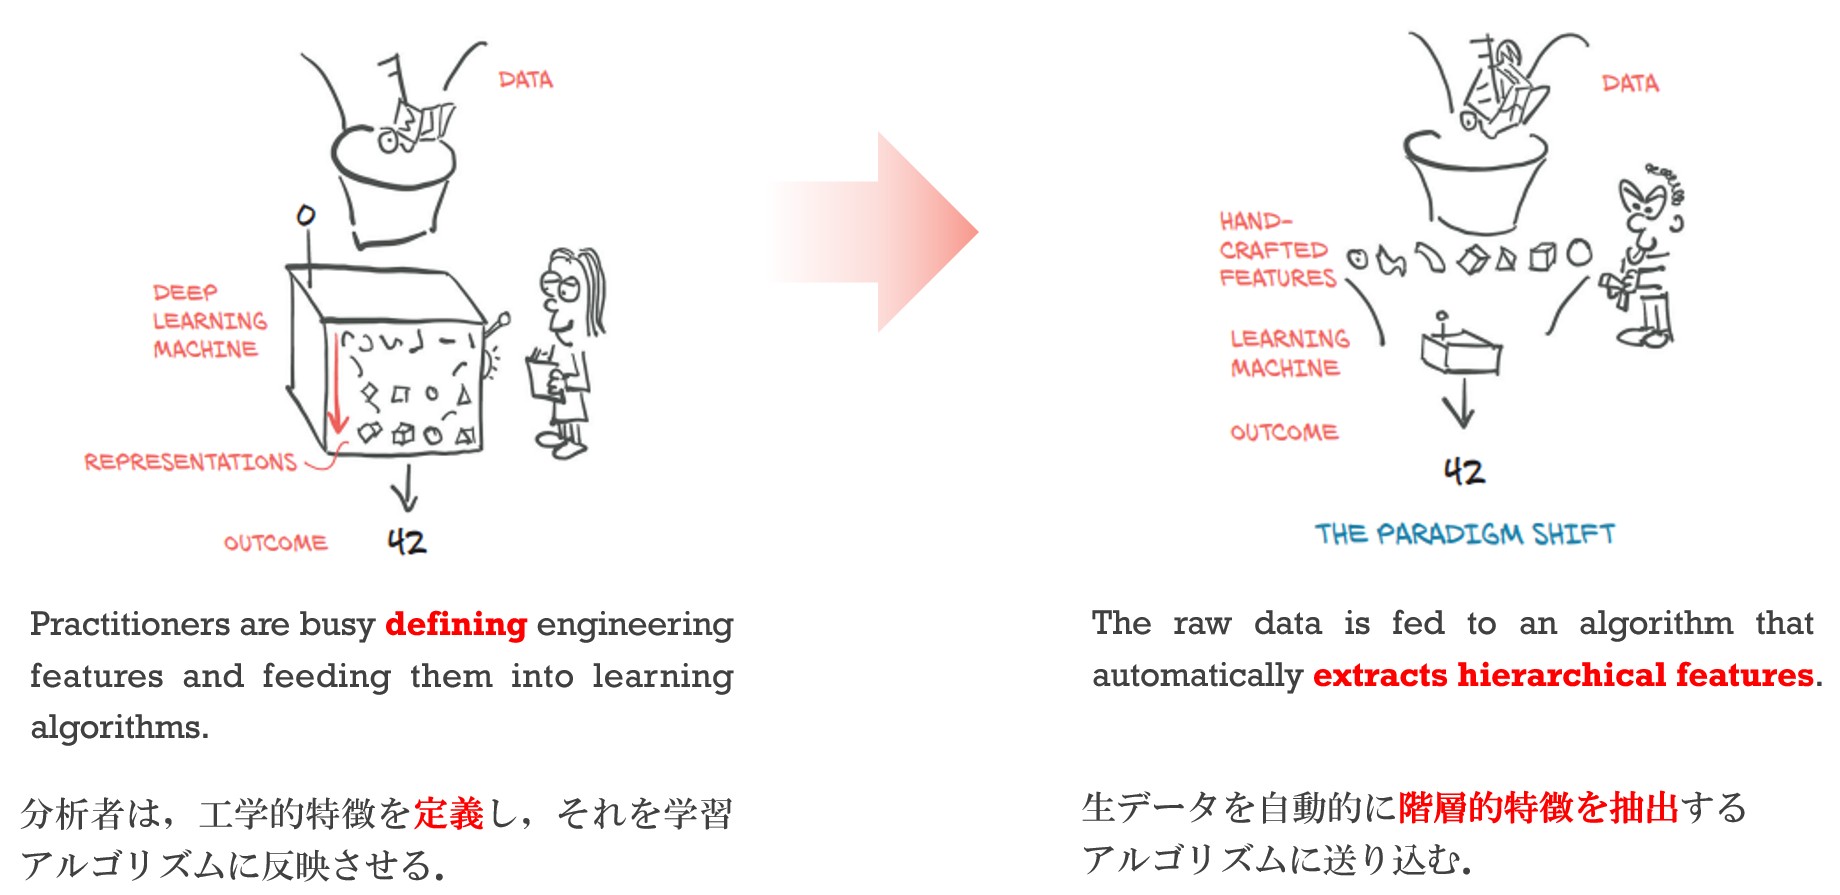 DATA
0
DEEP
LEARNING
MACHINE
REPRESENTATIONS
OUTCOME
42
Practitioners are busy defining engineering
features and feeding them into learning
algorithms.
分析者は，工学的特徴を定義し，それを学習
アルゴリズムに反映させる．
DATA
HAND-
CRAFTED
FEATURES
LEARNING
MACHINE
OUTCOME
42
THE PARADIGM SHIFT
The raw data is fed to an algorithm that
automatically extracts hierarchical features.
生データを自動的に階層的特徴を抽出する
アルゴリズムに送り込む．